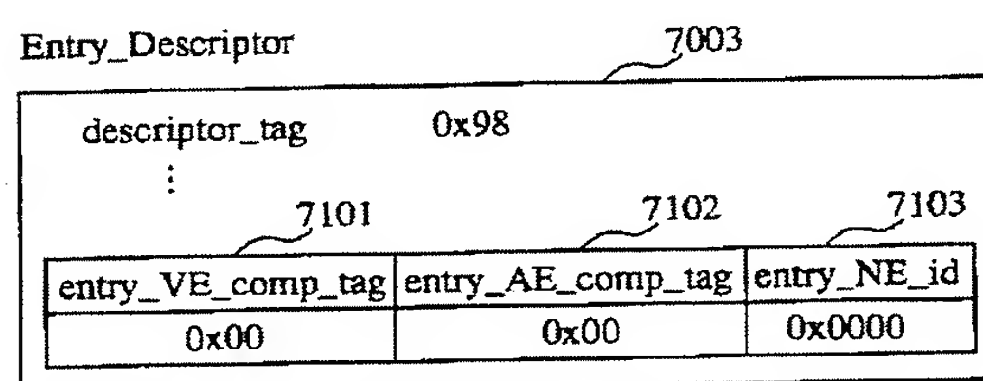 Entry_Descriptor 7003
descriptor_tag 0x98
⋮
7101 7102 7103
entry_VE_comp_tag entry_AE_comp_tag entry_NE_id
0x00 0x00 0x0000